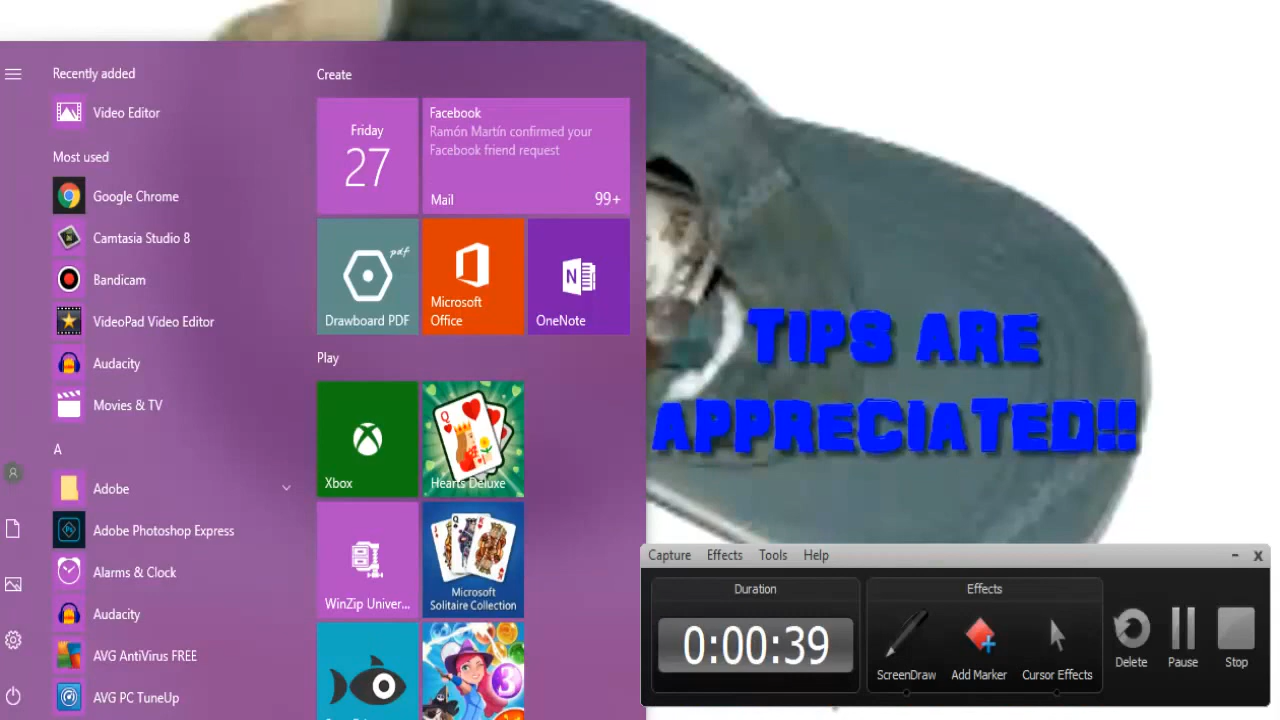 Recently added
Video Editor
Most used
Google Chrome
Camtasia Studio 8
Bandicam
VideoPad Video Editor
Audacity
Movies & TV
A
Adobe
Adobe Photoshop Express
Alarms & Clock
Audacity
AVG AntiVirus FREE
AVG PC TuneUp
Create
Friday
27
Facebook
Ramón Martín confirmed your
Facebook friend request
Mail 99+
pdf
Drawboard PDF
Microsoft
Office
N
OneNote
Play
Xbox
Q
Hearts Deluxe
WinZip Univer...
Microsoft
Solitaire Collection
3
TIPS ARE
APPRECIATED!!
Capture Effects Tools Help
Duration
0:00:39
Effects
ScreenDraw
Add Marker
Cursor Effects
Delete
Pause
Stop